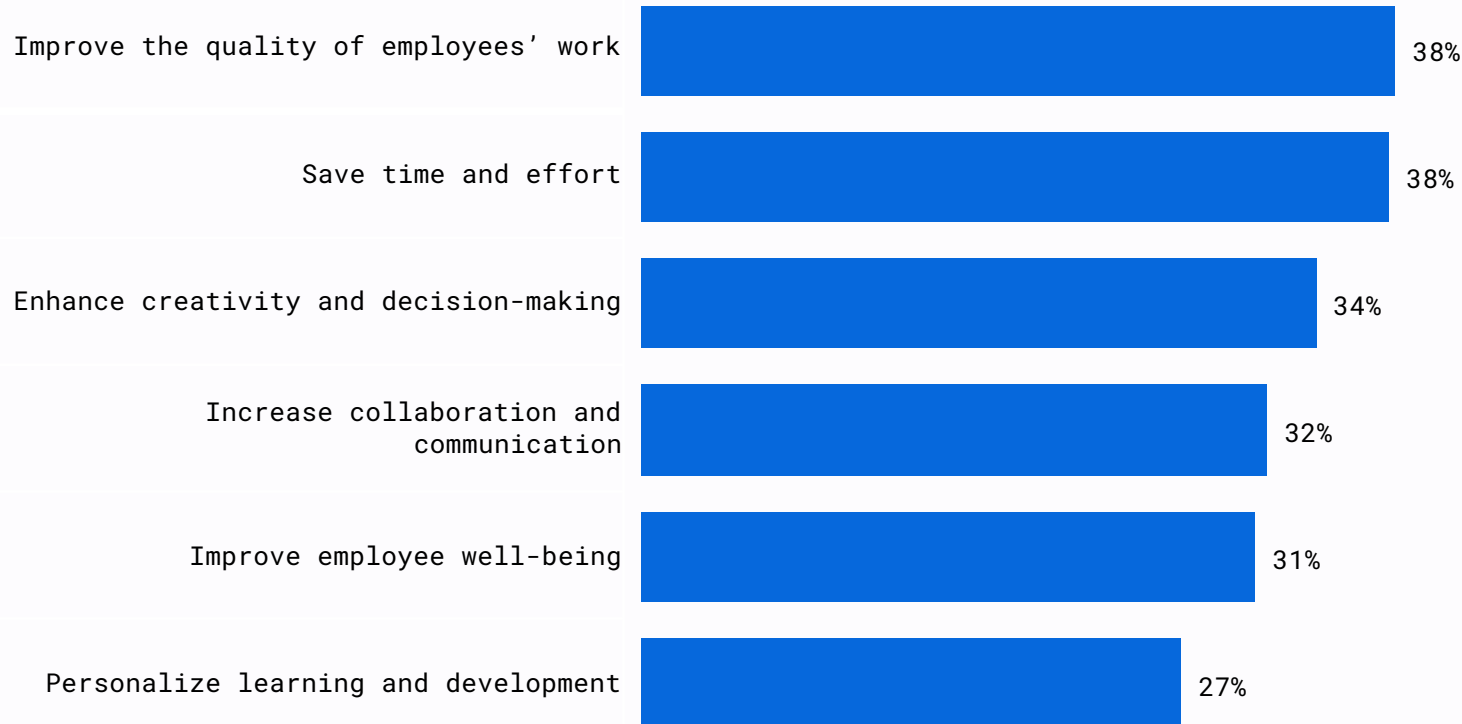 Improve the quality of employees’ work
38%
Save time and effort
38%
Enhance creativity and decision-making
34%
Increase collaboration and
communication
32%
Improve employee well-being
31%
Personalize learning and development
27%